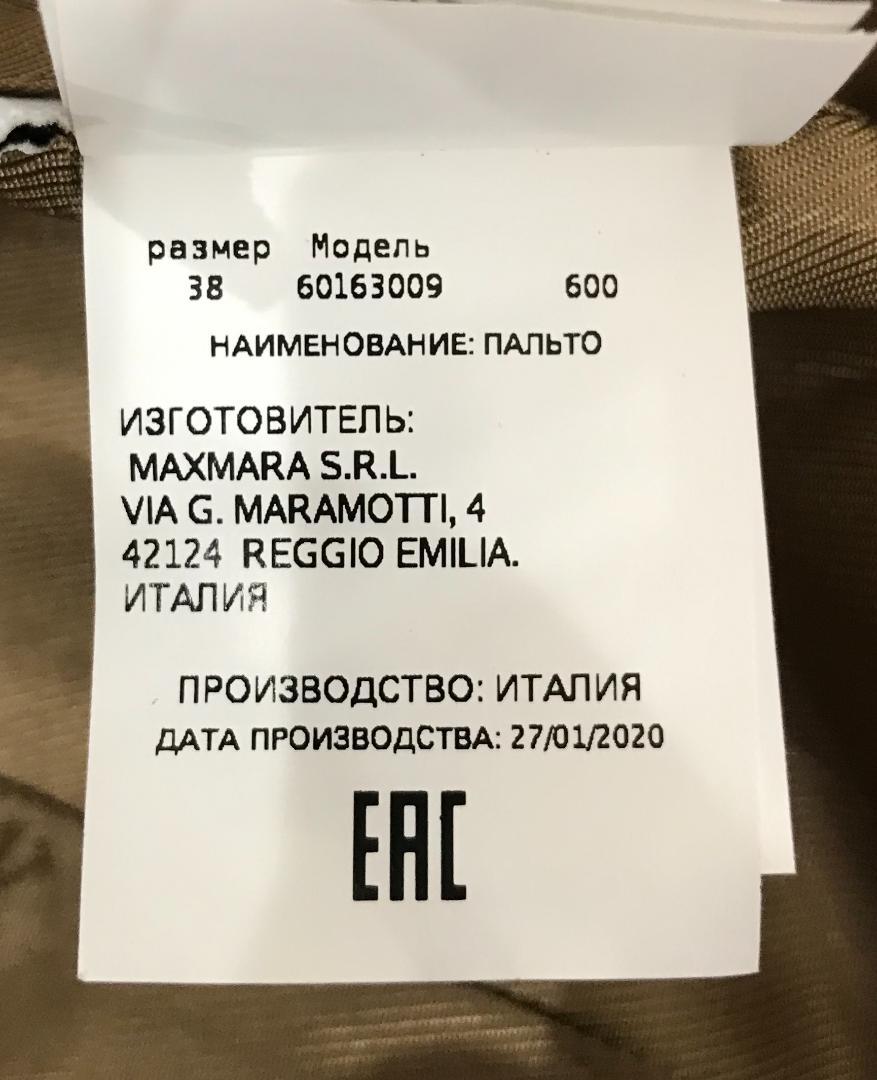 размер Модель
38 60163009 600
НАИМЕНОВАНИЕ: ПАЛЬТО
ИЗГОТОВИТЕЛЬ:
MAXMARA S.R.L.
VIA G. MARAMOTTI, 4
42124 REGGIO EMILIA.
ИТАЛИЯ
ПРОИЗВОДСТВО: ИТАЛИЯ
ДАТА ПРОИЗВОДСТВА: 27/01/2020
EAC